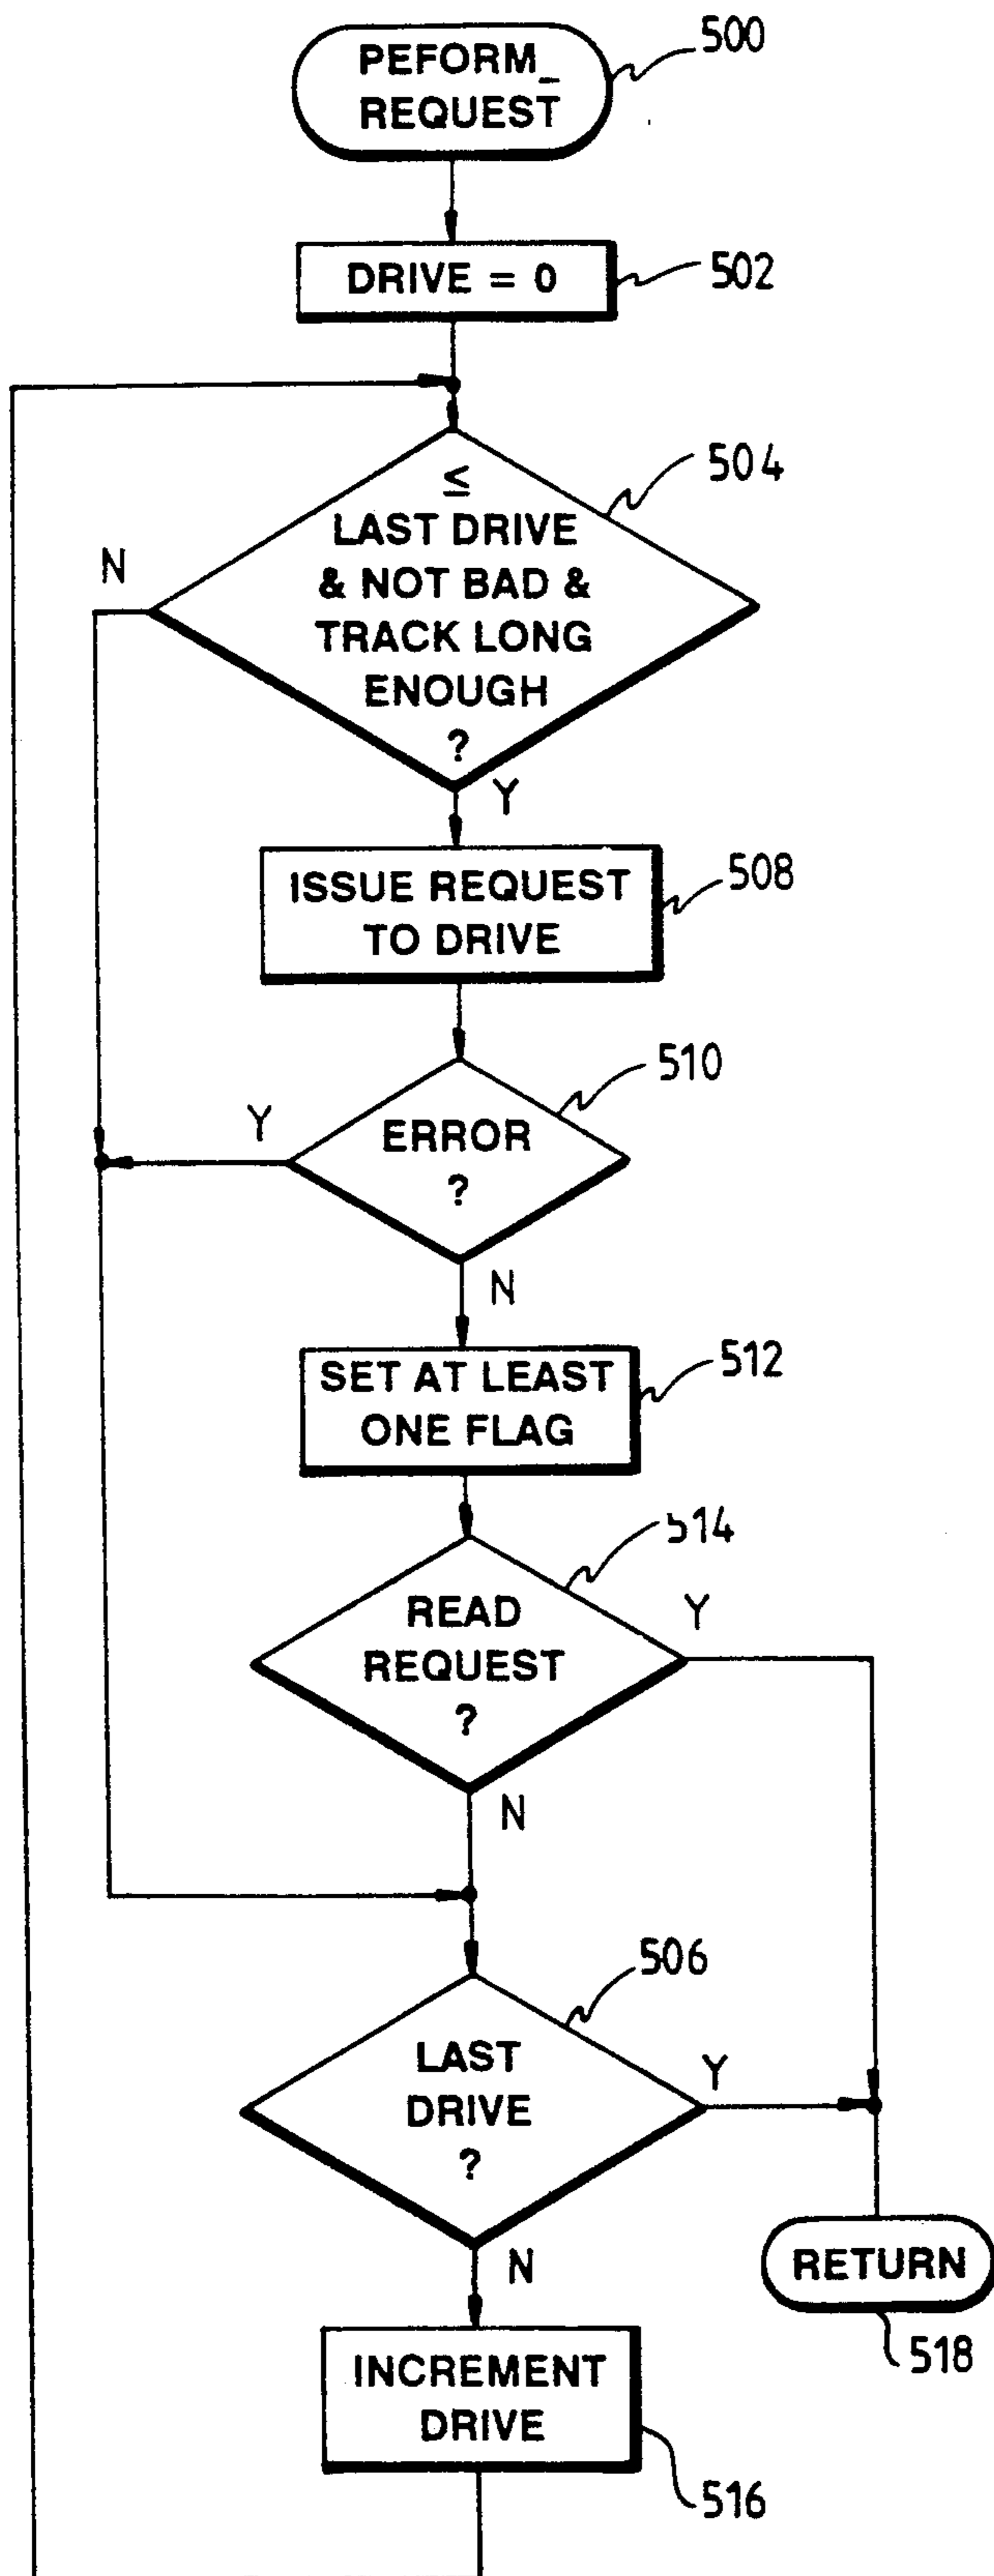 PEFORM_
REQUEST
500
DRIVE = 0
502
≤
LAST DRIVE
& NOT BAD &
TRACK LONG
ENOUGH
?
504
N
Y
ISSUE REQUEST
TO DRIVE
508
ERROR
?
510
Y
N
SET AT LEAST
ONE FLAG
512
READ
REQUEST
?
514
Y
N
LAST
DRIVE
?
506
Y
N
RETURN
518
INCREMENT
DRIVE
516